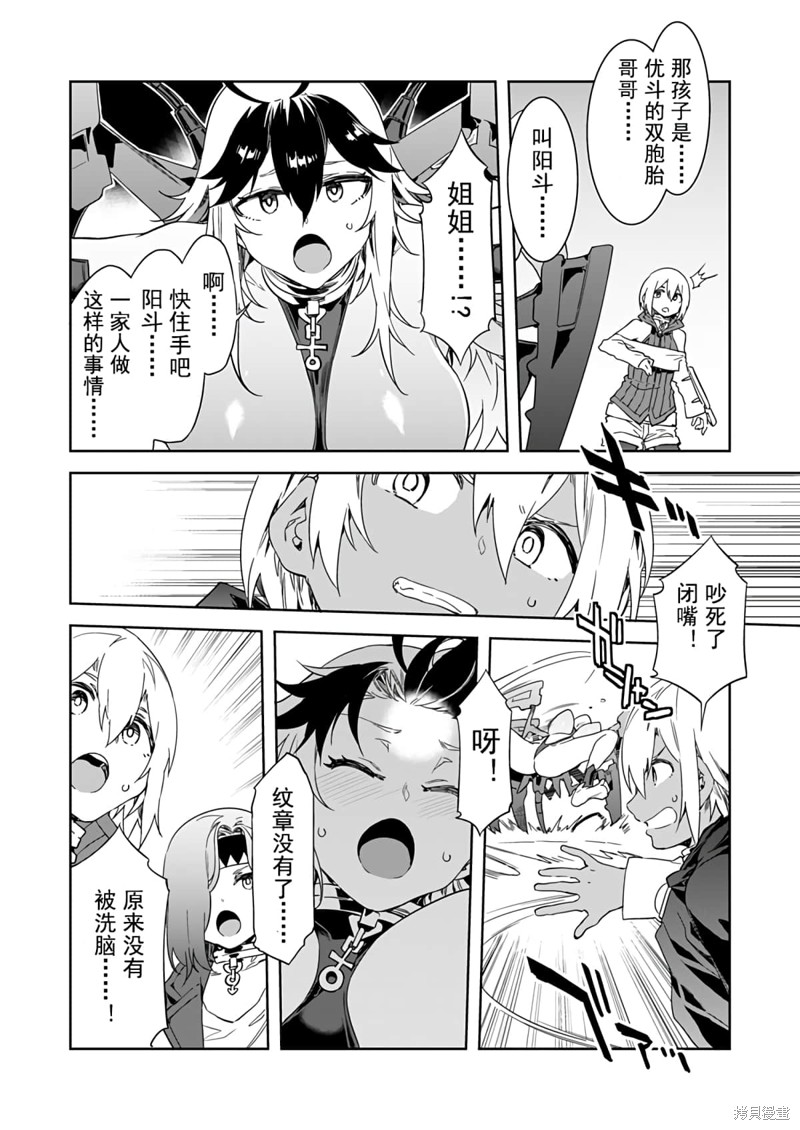 那孩子是……
优斗的双胞胎
哥哥……
叫阳斗……
姐姐……!?
啊……
快住手吧
阳斗……
一家人做
这样的事情……
吵死了
闭嘴！
呀！
纹章没有了……
原来没有
被洗脑……！
拷贝漫畫